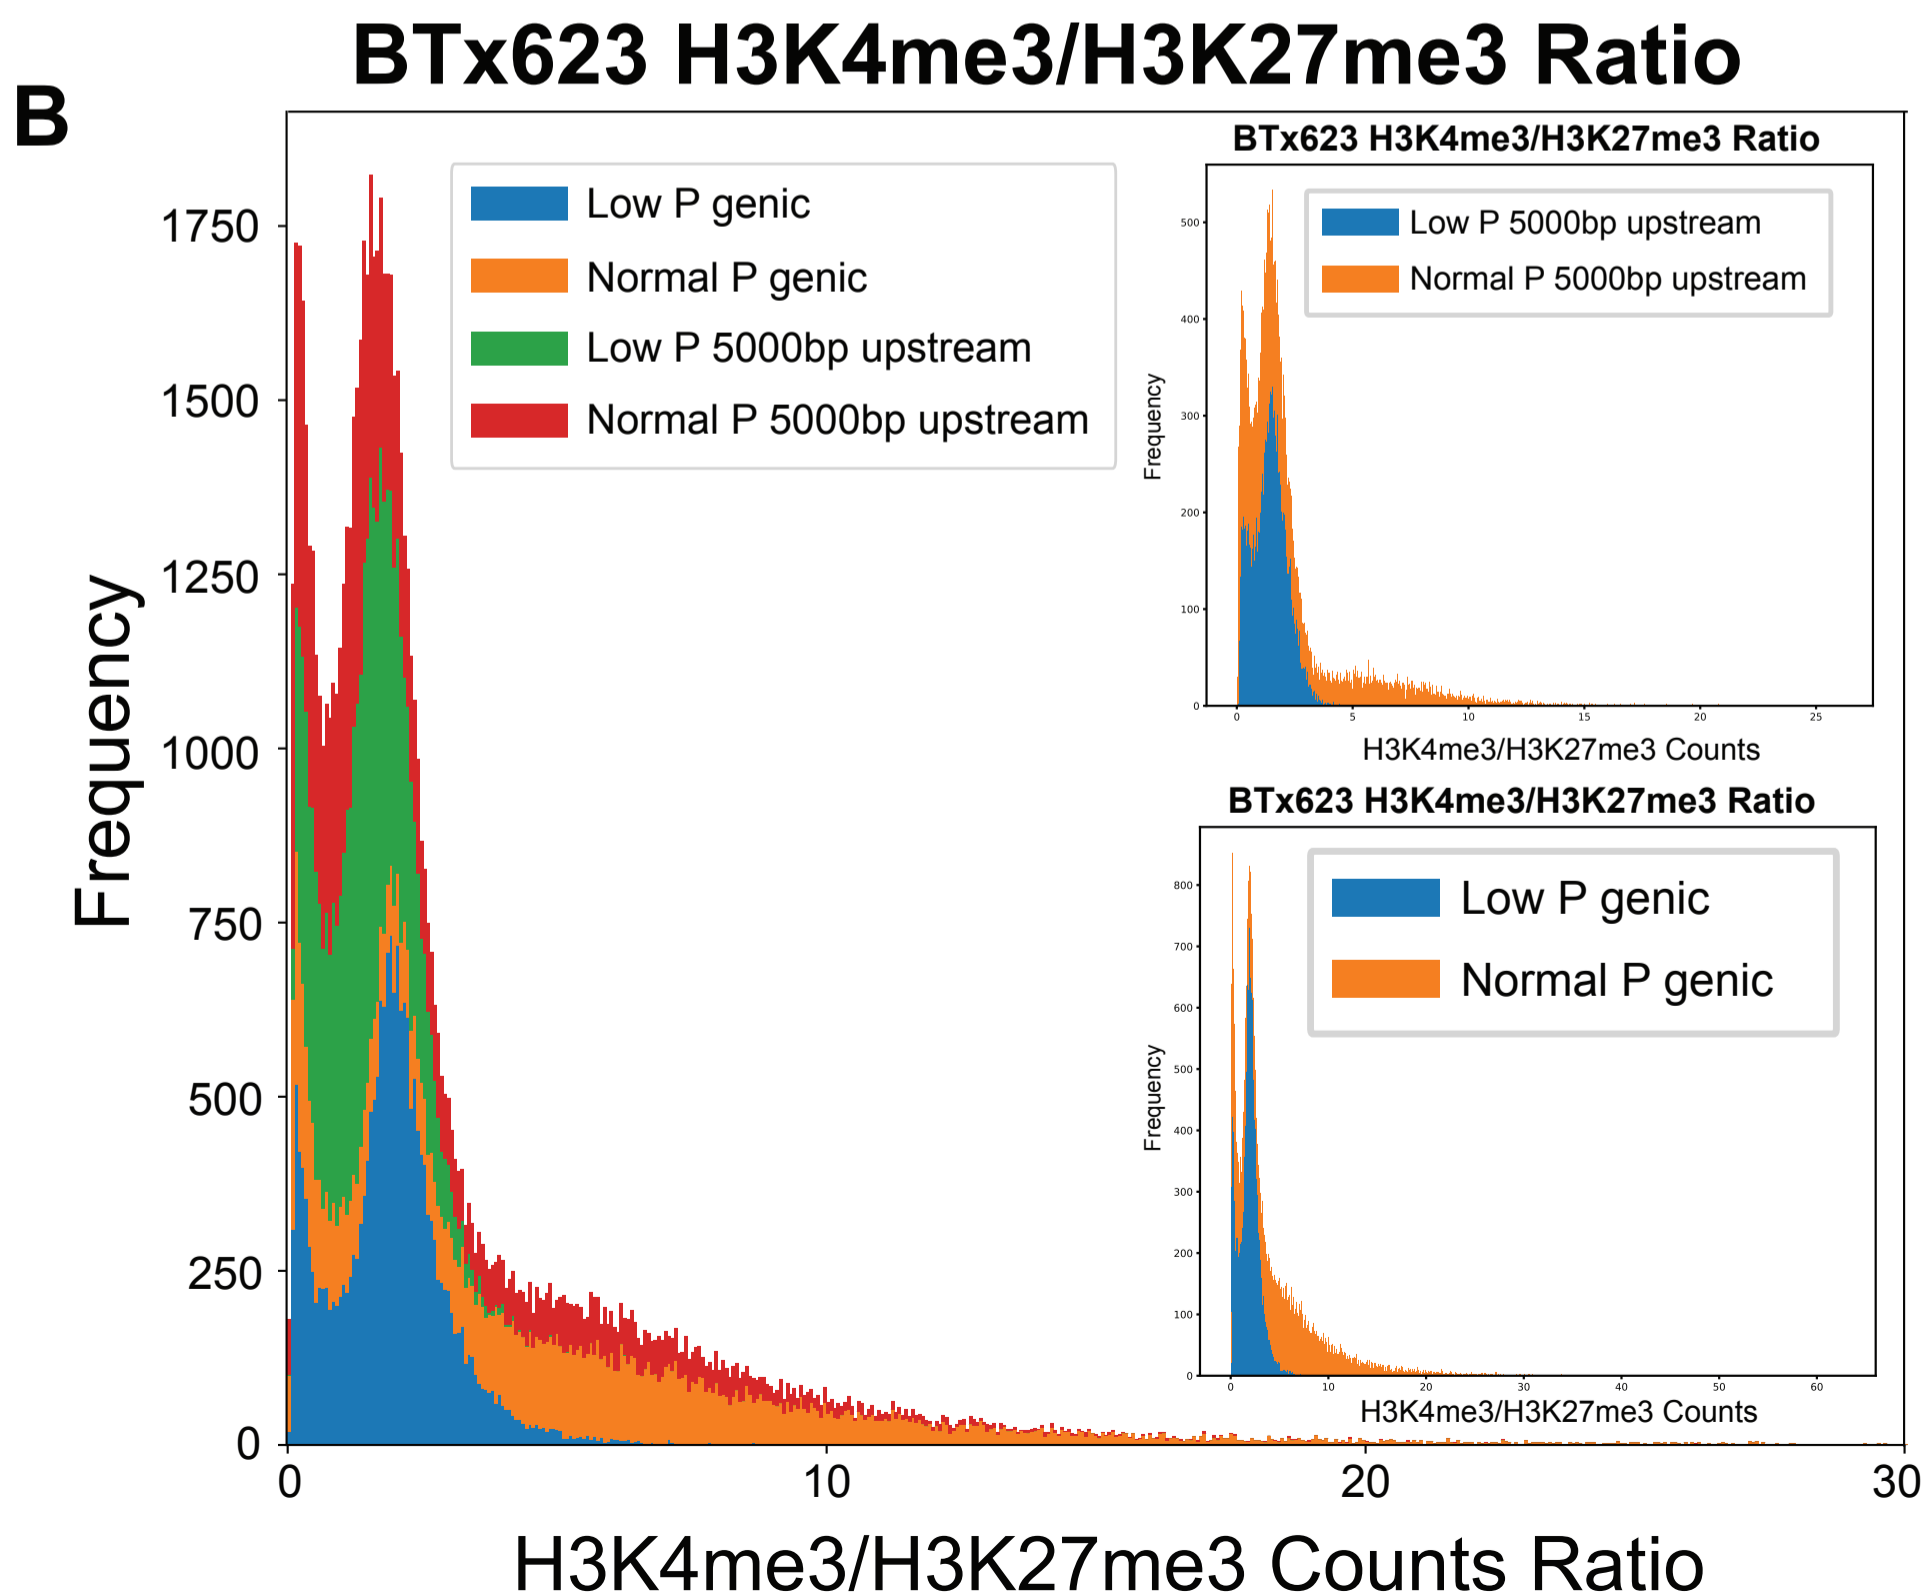 BTx623 H3K4me3/H3K27me3 Ratio
B
Low P genic
Normal P genic
Low P 5000bp upstream
Normal P 5000bp upstream
Frequency
1750
1500
1250
1000
750
500
250
0
0 10 20 30
H3K4me3/H3K27me3 Counts Ratio
BTx623 H3K4me3/H3K27me3 Ratio
Low P 5000bp upstream
Normal P 5000bp upstream
Frequency
500
400
300
200
100
0
0 5 10 15 20 25
H3K4me3/H3K27me3 Counts
BTx623 H3K4me3/H3K27me3 Ratio
Low P genic
Normal P genic
Frequency
800
700
600
500
400
300
200
100
0
0 10 20 30 40 50 60
H3K4me3/H3K27me3 Counts